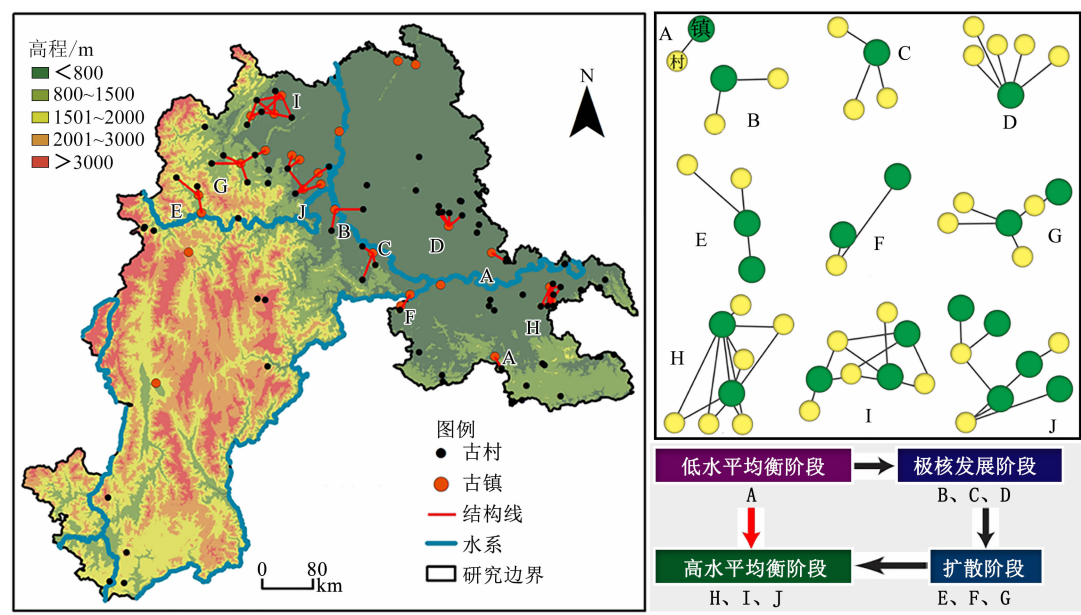 高程/m
＜800
800~1500
1501~2000
2001~3000
＞3000
N
I
G
E
J
B
C
D
A
F
H
A
图例
古村
古镇
结构线
水系
研究边界
0 80
km
A 镇
村
B
C
D
E
F
G
H
I
J
低水平均衡阶段
极核发展阶段
A
B、C、D
高水平均衡阶段
扩散阶段
H、I、J
E、F、G